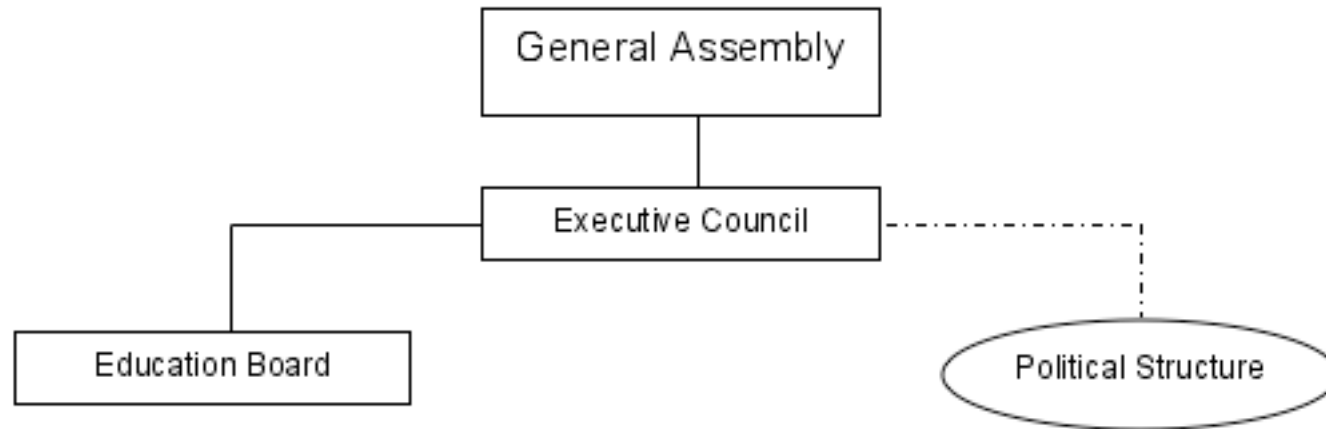 General Assembly
Executive Council
Education Board
Political Structure